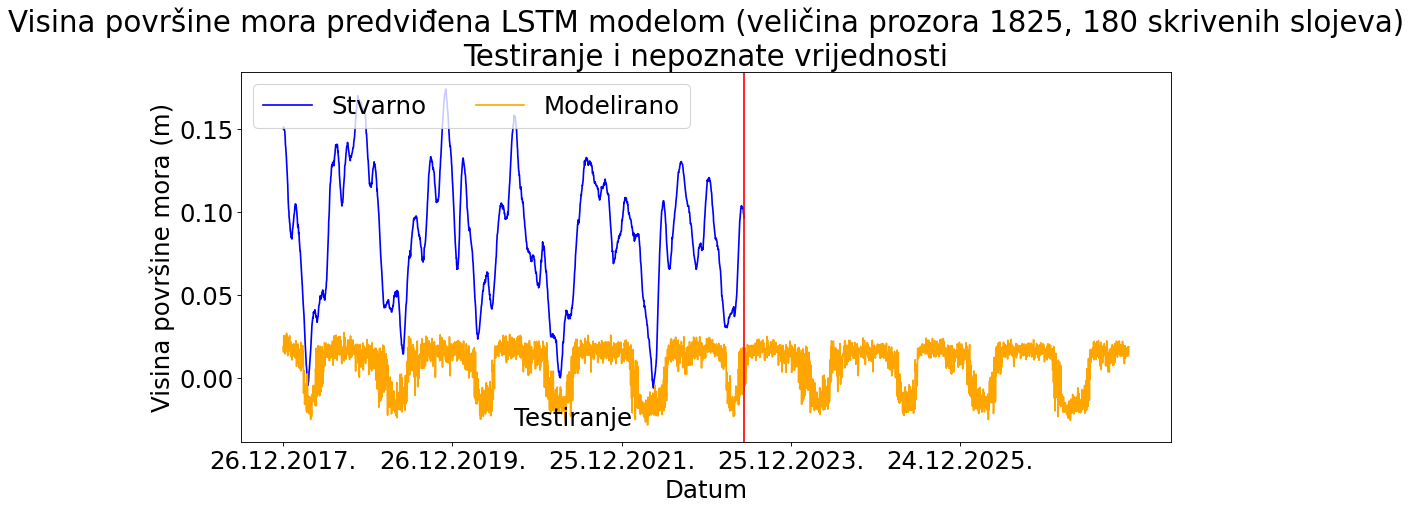 Visina površine mora predviđena LSTM modelom (veličina prozora 1825, 180 skrivenih slojeva)
Testiranje i nepoznate vrijednosti
Stvarno Modelirano
Visina površine mora (m)
0.15
0.10
0.05
0.00
Testiranje
26.12.2017. 26.12.2019. 25.12.2021. 25.12.2023. 24.12.2025.
Datum